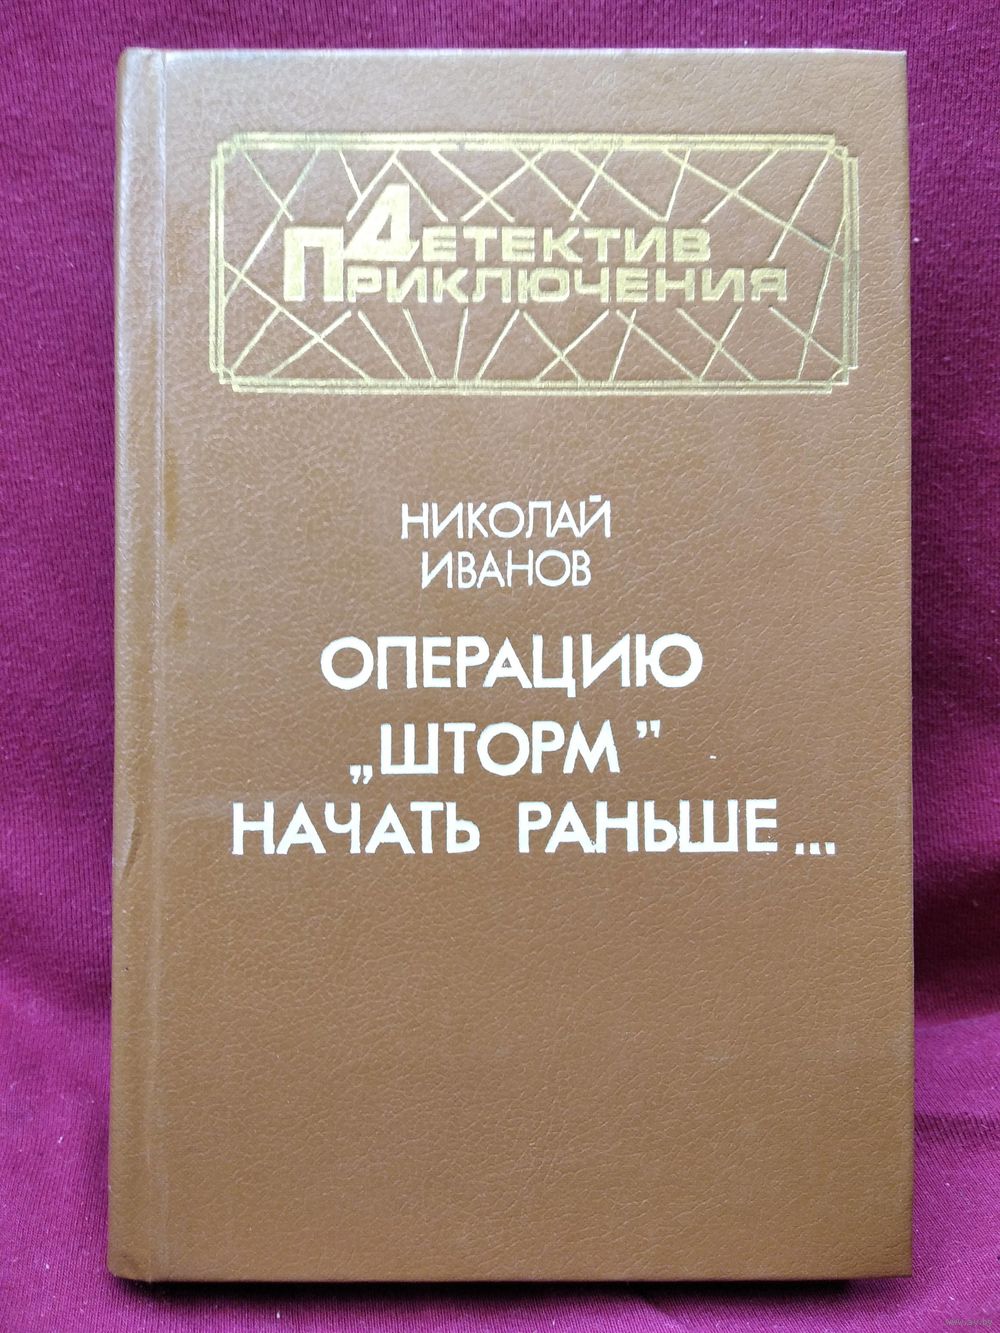 Детектив
Приключения
НИКОЛАЙ
ИВАНОВ
ОПЕРАЦИЮ
„ШТОРМ”
НАЧАТЬ РАНЬШЕ...